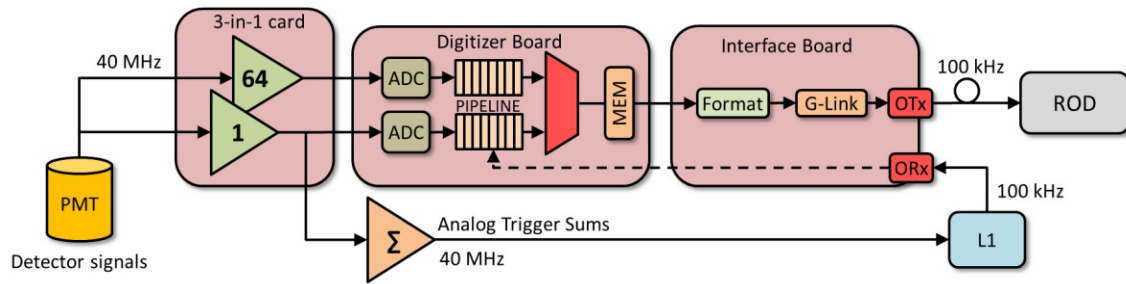 3-in-1 card
Digitizer Board
Interface Board
40 MHz
64
1
ADC
ADC
PIPELINE
MEM
Format
G-Link
OTx
100 kHz
ROD
ORx
100 kHz
PMT
Detector signals
Σ
Analog Trigger Sums
40 MHz
L1